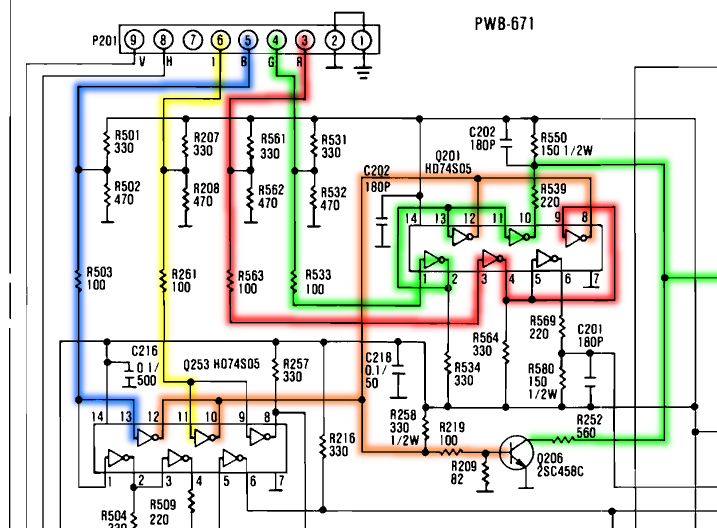 PWB-671
P201 9 8 7 6 5 4 3 2 1
V H I B G R
R501 330
R207 330
R561 330
R531 330
C202 180P
R550 150 1/2W
Q201 HD74S05
C202 180P
R502 470
R208 470
R562 470
R532 470
R539 220
14 13 12 11 10 9 8
1 2 3 4 5 6 7
R503 100
R261 100
R563 100
R533 100
R569 220
C201 180P
R564 330
R534 330
R580 150 1/2W
C216 0.1/ 500
Q253 HD74S05
R257 330
C218 0.1/ 50
14 13 12 11 10 9 8
R258 330 1/2W
R219 100
R252 560
R216 330
R209 82
Q206 2SC458C
1 2 3 4 5 6 7
R504 330
R509 220